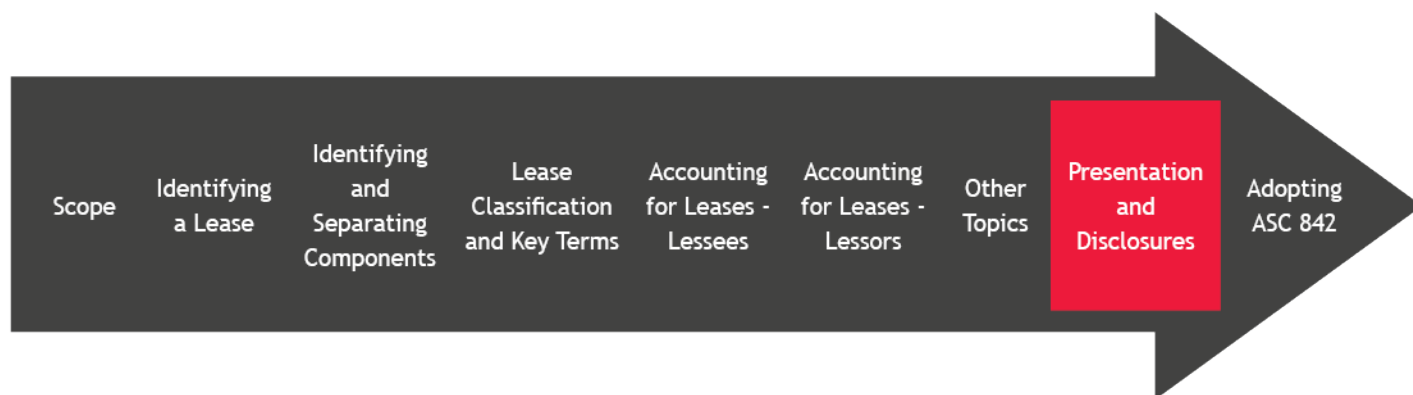 Scope
Identifying
a Lease
Identifying
and
Separating
Components
Lease
Classification
and Key Terms
Accounting
for Leases -
Lessees
Accounting
for Leases -
Lessors
Other
Topics
Presentation
and
Disclosures
Adopting
ASC 842